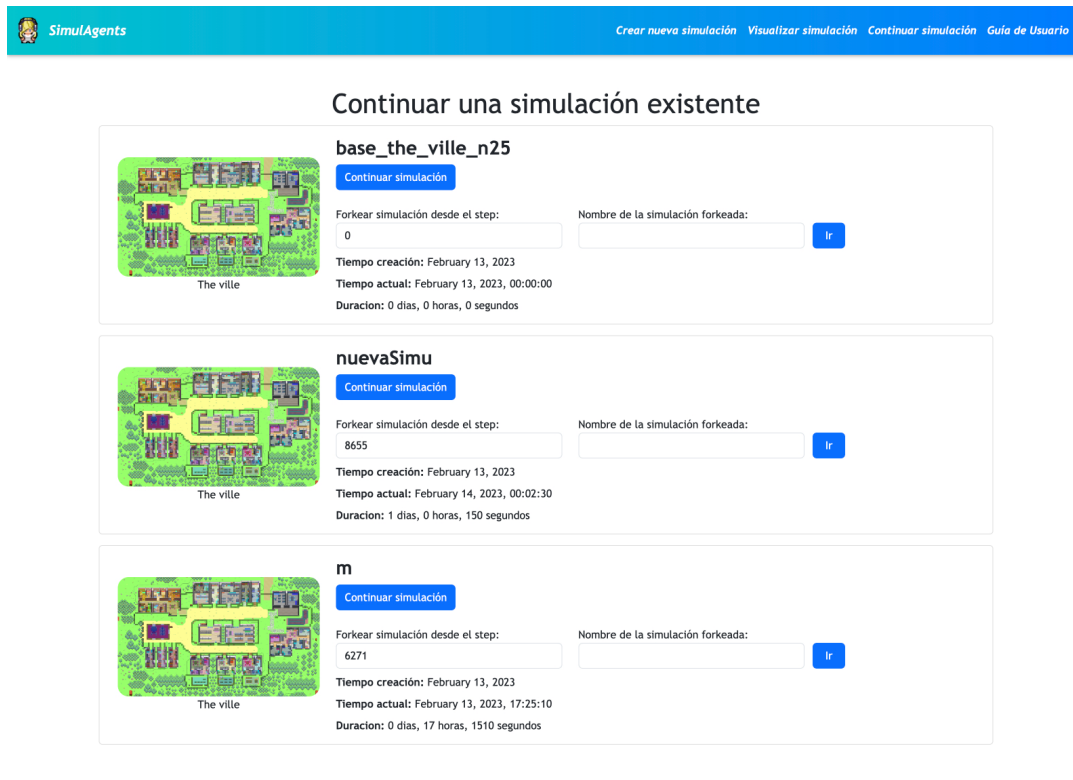 SimulAgents
Crear nueva simulación Visualizar simulación Continuar simulación Guía de Usuario
Continuar una simulación existente
base_the_ville_n25
Continuar simulación
Forkear simulación desde el step: Nombre de la simulación forkeada:
0 Ir
Tiempo creación: February 13, 2023
Tiempo actual: February 13, 2023, 00:00:00
The ville
Duracion: 0 dias, 0 horas, 0 segundos
nuevaSimu
Continuar simulación
Forkear simulación desde el step: Nombre de la simulación forkeada:
8655 Ir
Tiempo creación: February 13, 2023
Tiempo actual: February 14, 2023, 00:02:30
The ville
Duracion: 1 dias, 0 horas, 150 segundos
m
Continuar simulación
Forkear simulación desde el step: Nombre de la simulación forkeada:
6271 Ir
Tiempo creación: February 13, 2023
Tiempo actual: February 13, 2023, 17:25:10
The ville
Duracion: 0 dias, 17 horas, 1510 segundos